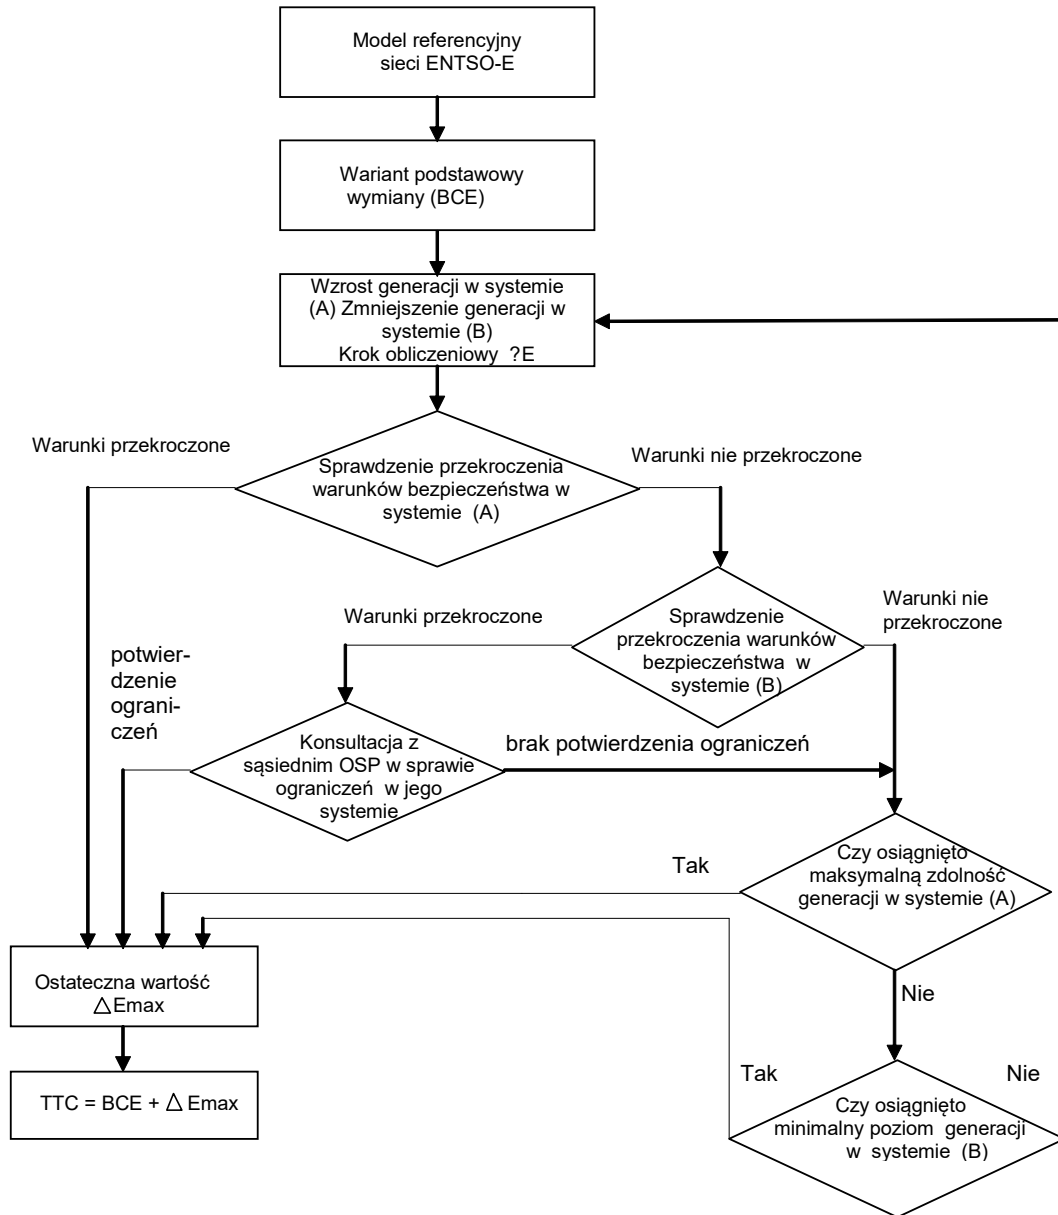 Model referencyjny
sieci ENTSO-E
Wariant podstawowy
wymiany (BCE)
Wzrost generacji w systemie
(A) Zmniejszenie generacji w
systemie (B)
Krok obliczeniowy ?E
Warunki przekroczone
Sprawdzenie przekroczenia
warunków bezpieczeństwa w
systemie (A)
Warunki nie przekroczone
Warunki przekroczone
Sprawdzenie
przekroczenia warunków
bezpieczeństwa w
systemie (B)
Warunki nie
przekroczone
potwier-
dzenie
ograni-
czeń
Konsultacja z
sąsiednim OSP w sprawie
ograniczeń w jego
systemie
brak potwierdzenia ograniczeń
Tak
Czy osiągnięto
maksymalną zdolność
generacji w systemie (A)
Nie
Ostateczna wartość
△Emax
TTC = BCE + △ Emax
Tak
Nie
Czy osiągnięto
minimalny poziom generacji
w systemie (B)